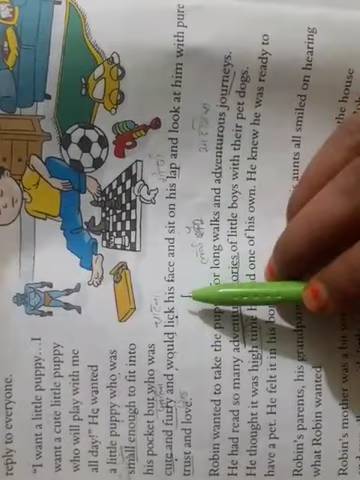 reply to everyone.
"I want a little puppy...I
want a cute little puppy
who will play with me
all day!" He wanted
a little puppy who was
small enough to fit into
his pocket but who was
cute and furry and would lick his face and sit on his lap and look at him with pure
trust and love.
Robin wanted to take the pup for long walks and adventurous journeys.
He had read so many adventu ories of little boys with their pet dogs.
He thought it was high time h d one of his own. He knew he was ready to
have a pet. He felt it in his bo
Robin's parents, his grandpare aunts all smiled on hearing
what Robin wanted
Robin's mother was a bit wor the house